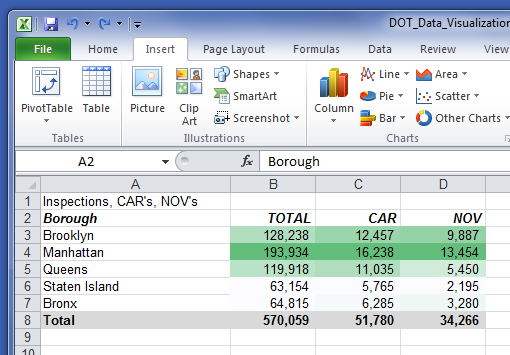 DOT_Data_Visualization
File Home Insert Page Layout Formulas Data Review
PivotTable Table Picture Clip Art Shapes SmartArt Screenshot Column Line Pie Bar Area Scatter Other Charts
Tables Illustrations Charts
A2 fx Borough
A B C D
1 Inspections, CAR's, NOV's
2 Borough TOTAL CAR NOV
3 Brooklyn 128,238 12,457 9,887
4 Manhattan 193,934 16,238 13,454
5 Queens 119,918 11,035 5,450
6 Staten Island 63,154 5,765 2,195
7 Bronx 64,815 6,285 3,280
8 Total 570,059 51,780 34,266
9
10